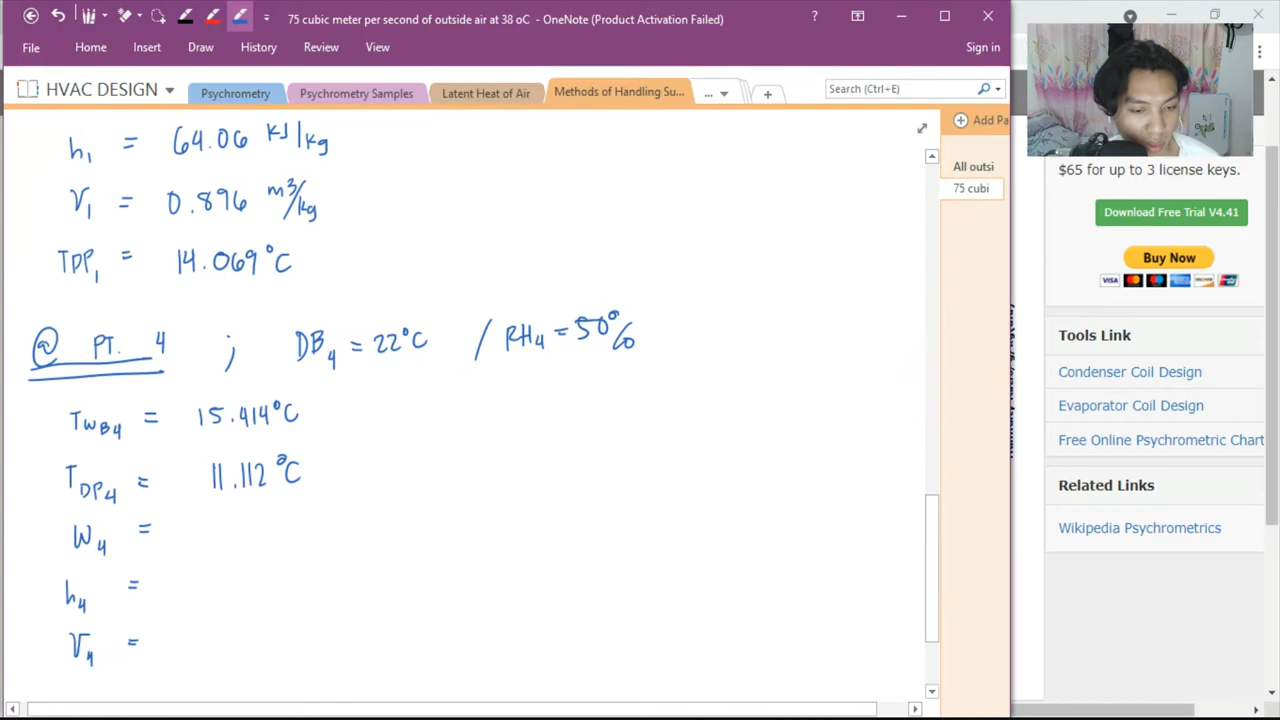 75 cubic meter per second of outside air at 38 oC - OneNote (Product Activation Failed)
?
File Home Insert Draw History Review View
Sign in
HVAC DESIGN
Psychrometry
Psychrometry Samples
Latent Heat of Air
Methods of Handling Su...
...
Search (Ctrl+E)
Add Pa
All outsi
75 cubi
h₁ = 64.06 kJ/kg
V₁ = 0.896 m³/kg
TDP₁ = 14.069°C
@ PT. 4 ; DB₄ = 22°C / RH₄ = 50%
T_WB4 = 15.414°C
T_DP4 = 11.112°C
W₄ =
h₄ =
V₄ =
$65 for up to 3 license keys.
Download Free Trial V4.41
Buy Now
Tools Link
Condenser Coil Design
Evaporator Coil Design
Free Online Psychrometric Chart
Related Links
Wikipedia Psychrometrics